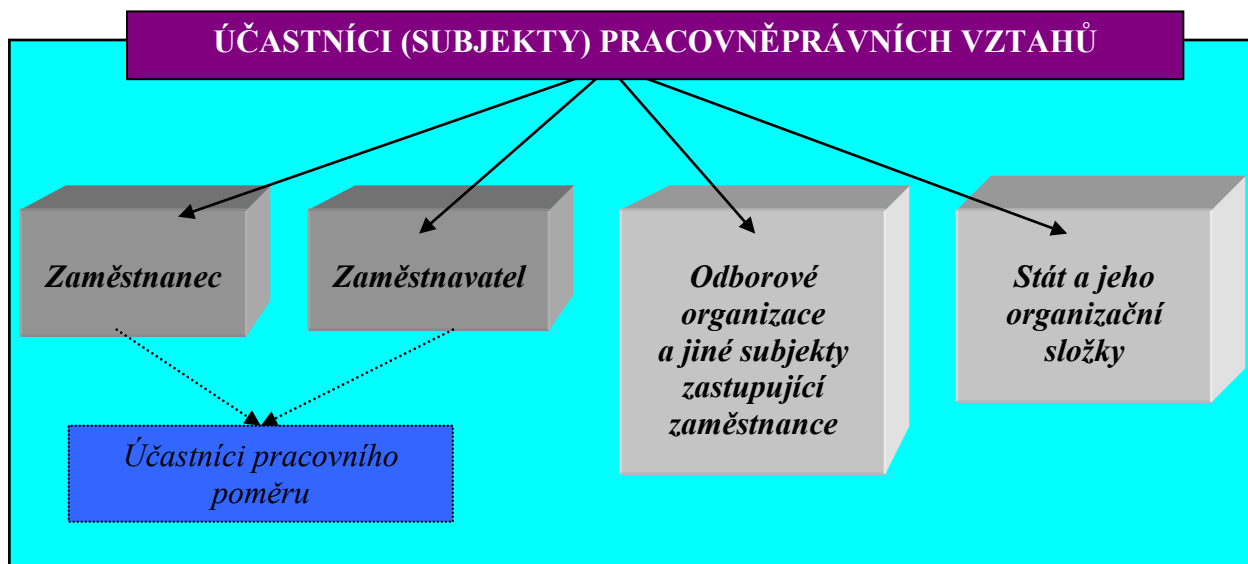 ÚČASTNÍCI (SUBJEKTY) PRACOVNĚPRÁVNÍCH VZTAHŮ
Zaměstnanec
Zaměstnavatel
Odborové
organizace
a jiné subjekty
zastupující
zaměstnance
Stát a jeho
organizační
složky
Účastníci pracovního
poměru